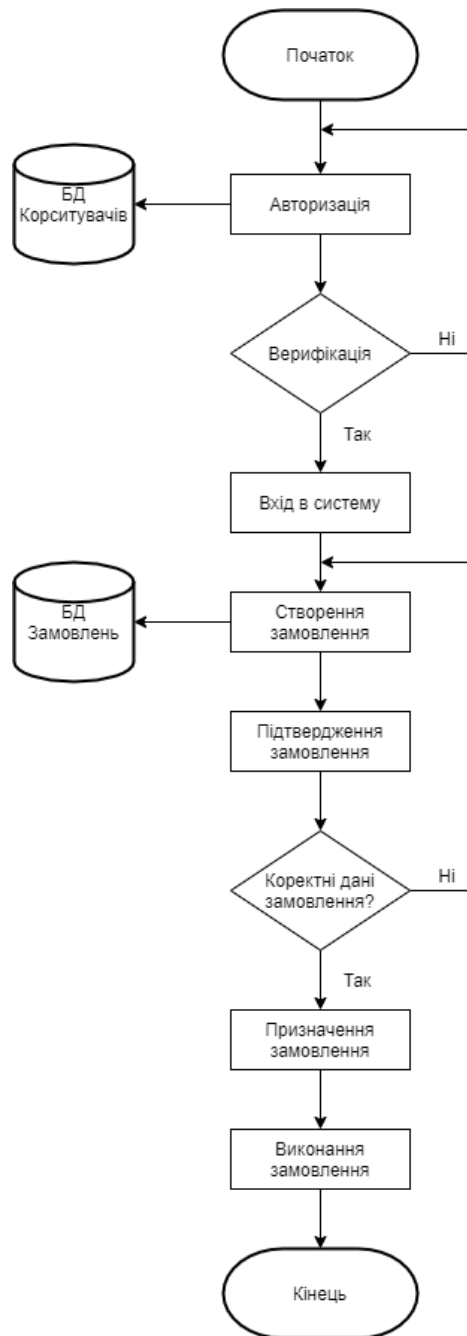 Початок
БД
Корситувачів
Авторизація
Верифікація
Ні
Так
Вхід в систему
БД
Замовлень
Створення
замовлення
Підтвердження
замовлення
Коректні дані
замовлення?
Ні
Так
Призначення
замовлення
Виконання
замовлення
Кінець